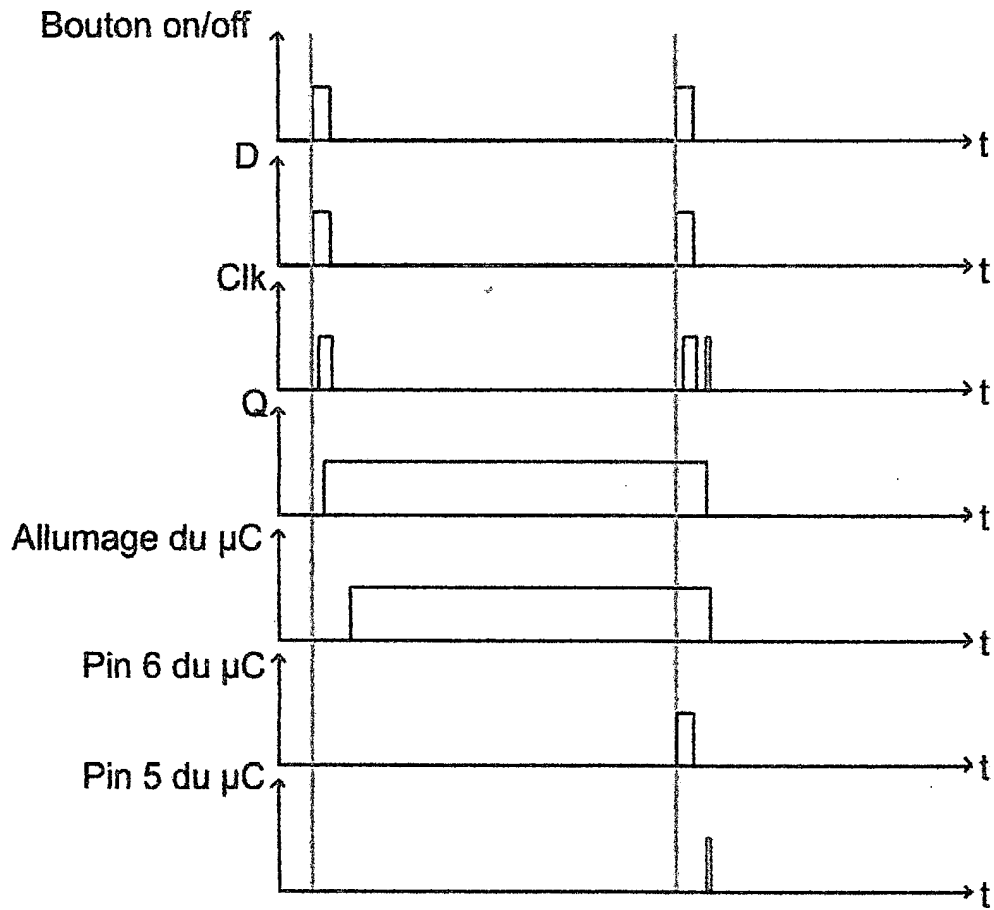 Bouton on/off
t
D
t
Clk
t
Q
t
Allumage du µC
t
Pin 6 du µC
t
Pin 5 du µC
t